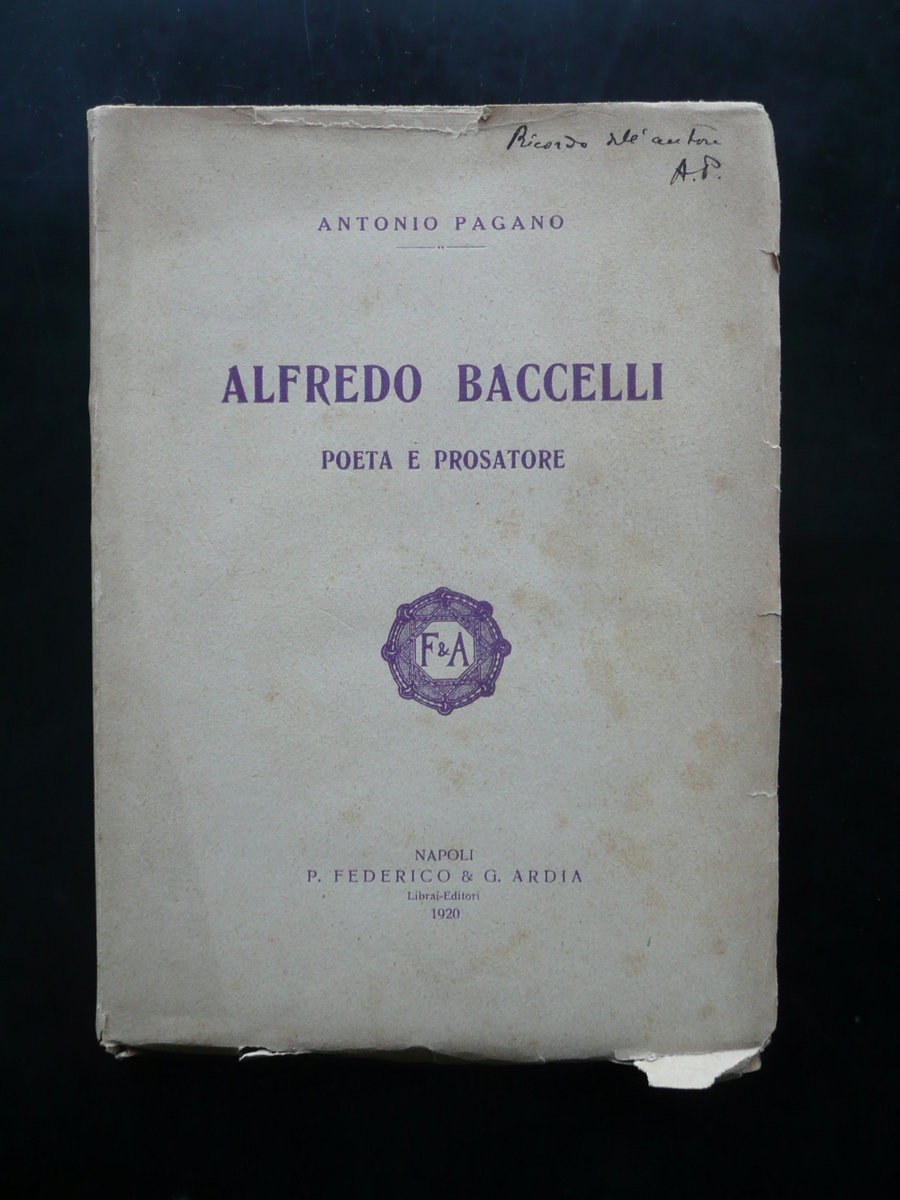 Ricordo dell'autore
A. P.
ANTONIO PAGANO
ALFREDO BACCELLI
POETA E PROSATORE
F&A
NAPOLI
P. FEDERICO & G. ARDIA
Librai-Editori
1920